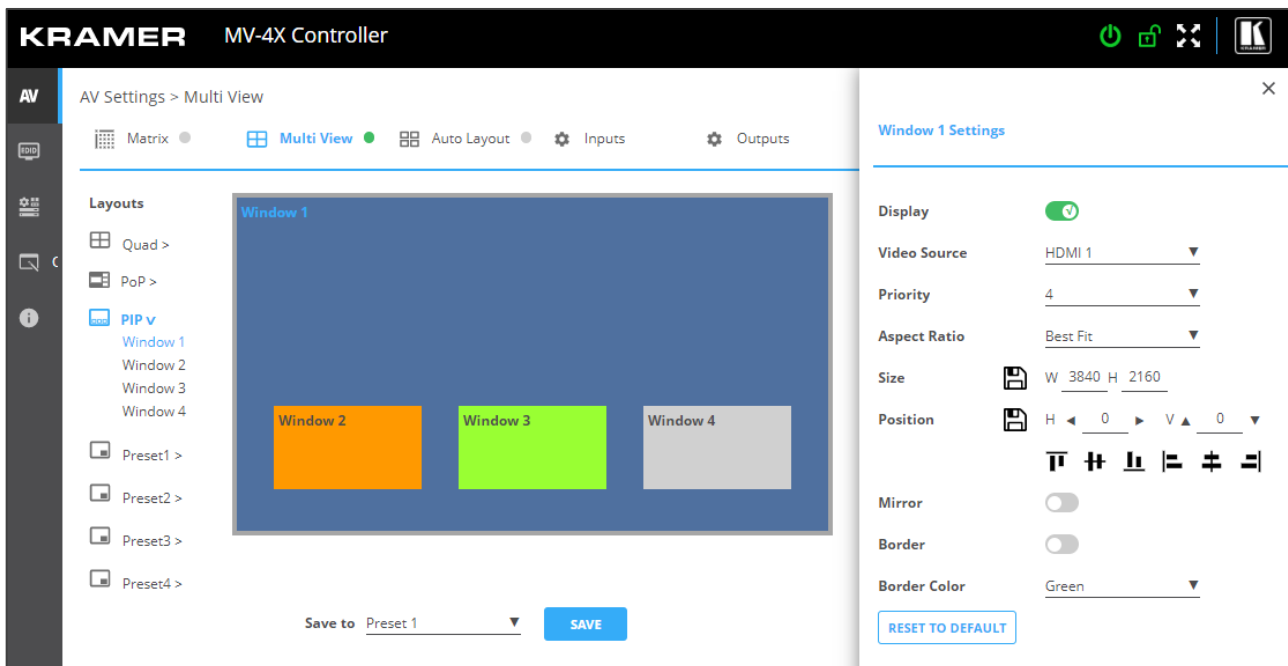 KRAMER MV-4X Controller
KRAMER
AV
AV Settings > Multi View
Matrix Multi View Auto Layout Inputs Outputs
EDID
Layouts
Quad >
PoP >
PIP v
Window 1
Window 2
Window 3
Window 4
Preset1 >
Preset2 >
Preset3 >
Preset4 >
Window 1
Window 2 Window 3 Window 4
Save to Preset 1 ▼ SAVE
Window 1 Settings
Display
Video Source HDMI 1 ▼
Priority 4 ▼
Aspect Ratio Best Fit ▼
Size W 3840 H 2160
Position H ◄ 0 ► V ▲ 0 ▼
Mirror
Border
Border Color Green ▼
RESET TO DEFAULT